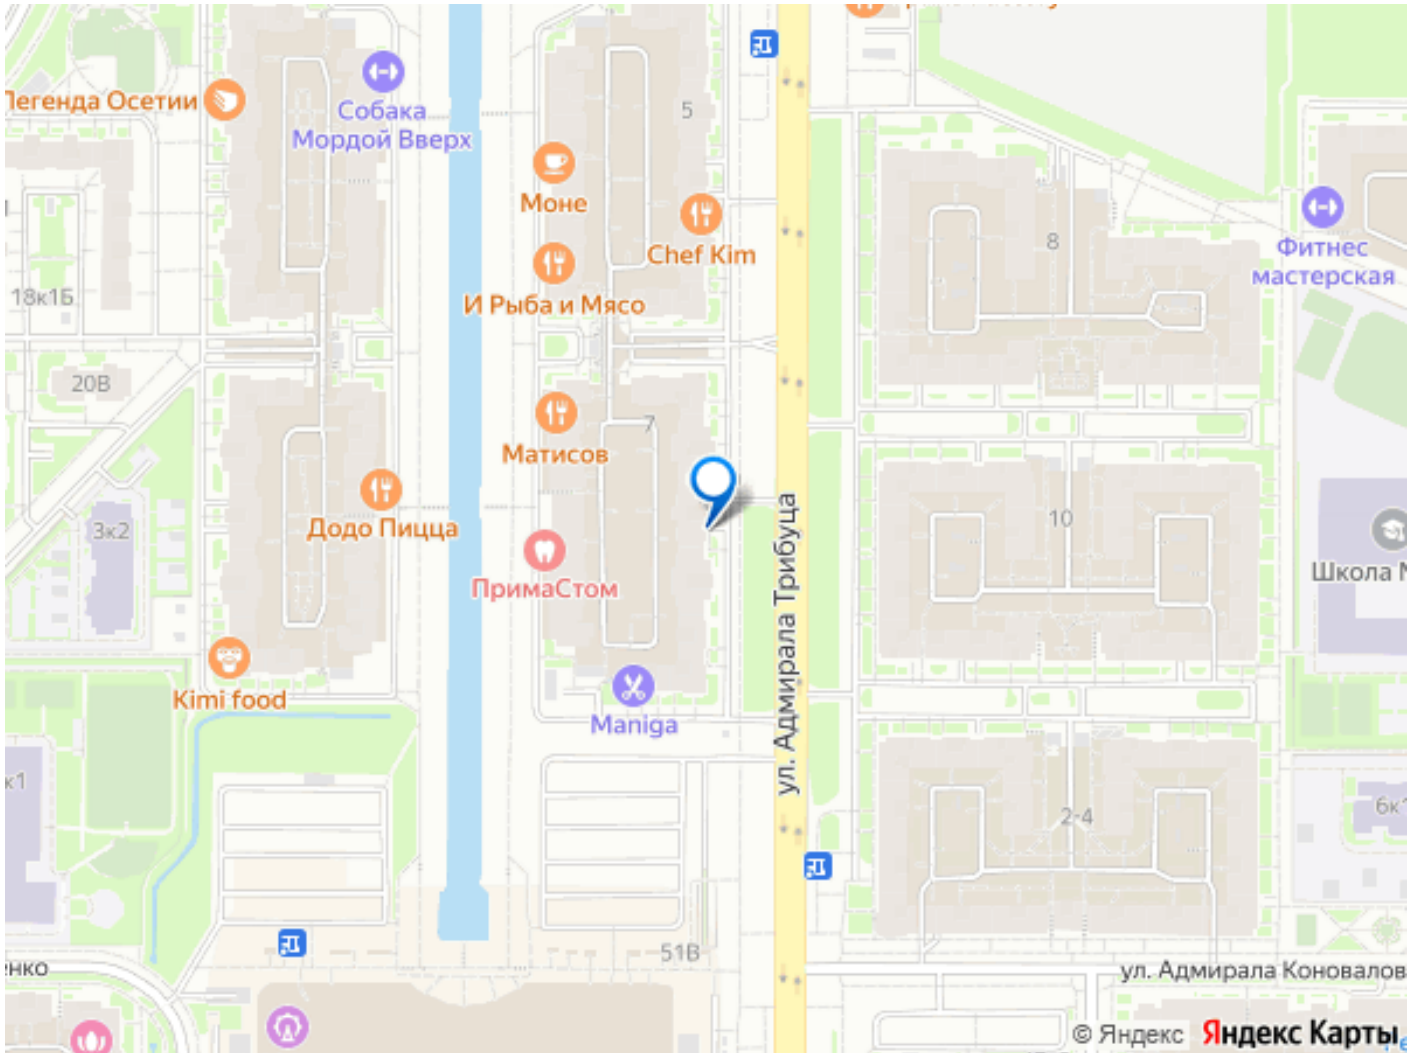 Легенда Осетии
Собака
Мордой Вверх
5
Моне
Chef Kim
8
Фитнес
мастерская
И Рыба и Мясо
18к1Б
20В
7
Матисов
Додо Пицца
3к2
10
Школа
ПримаСтом
ул. Адмирала Трибуца
Kimi food
Maniga
к1
2-4
6к1
51В
ул. Адмирала Коновалов
© Яндекс Яндекс Карты